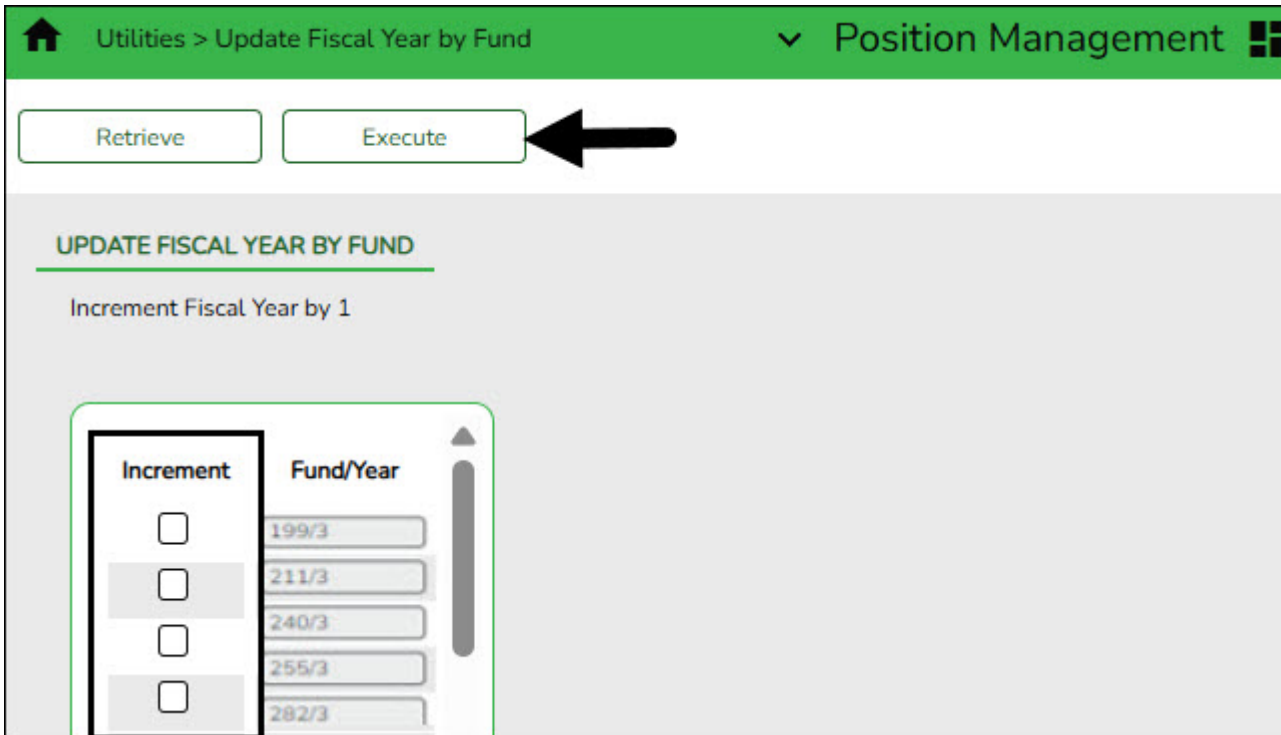 Utilities > Update Fiscal Year by Fund Position Management
Retrieve Execute
UPDATE FISCAL YEAR BY FUND
Increment Fiscal Year by 1
Increment Fund/Year
199/3
211/3
240/3
255/3
282/3